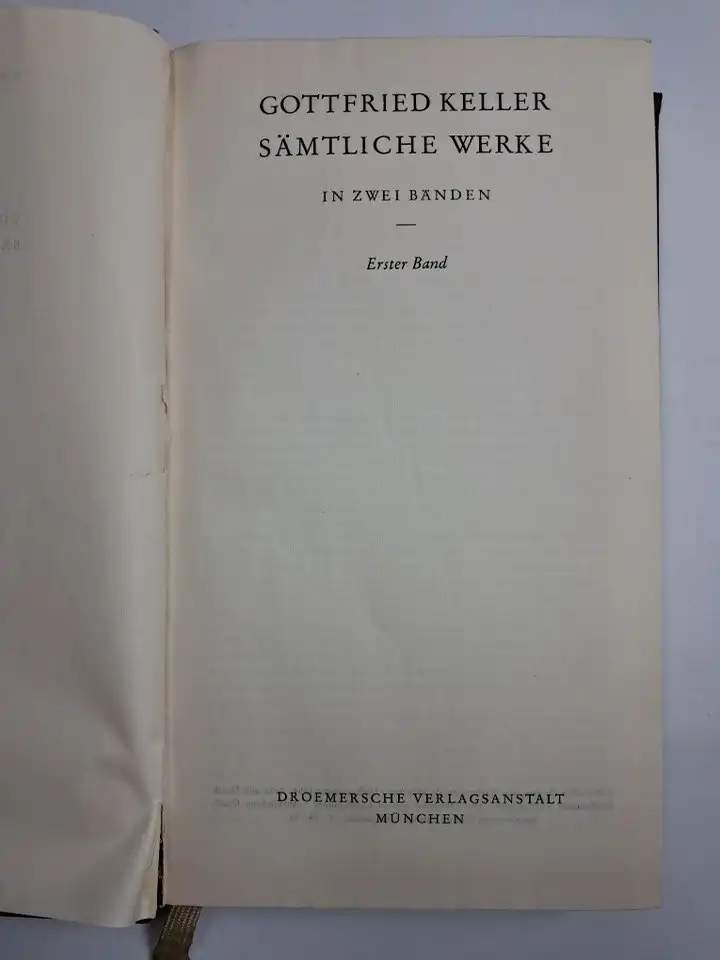 GOTTFRIED KELLER
SÄMTLICHE WERKE
IN ZWEI BÄNDEN
Erster Band
DROEMERSCHE VERLAGSANSTALT
MÜNCHEN